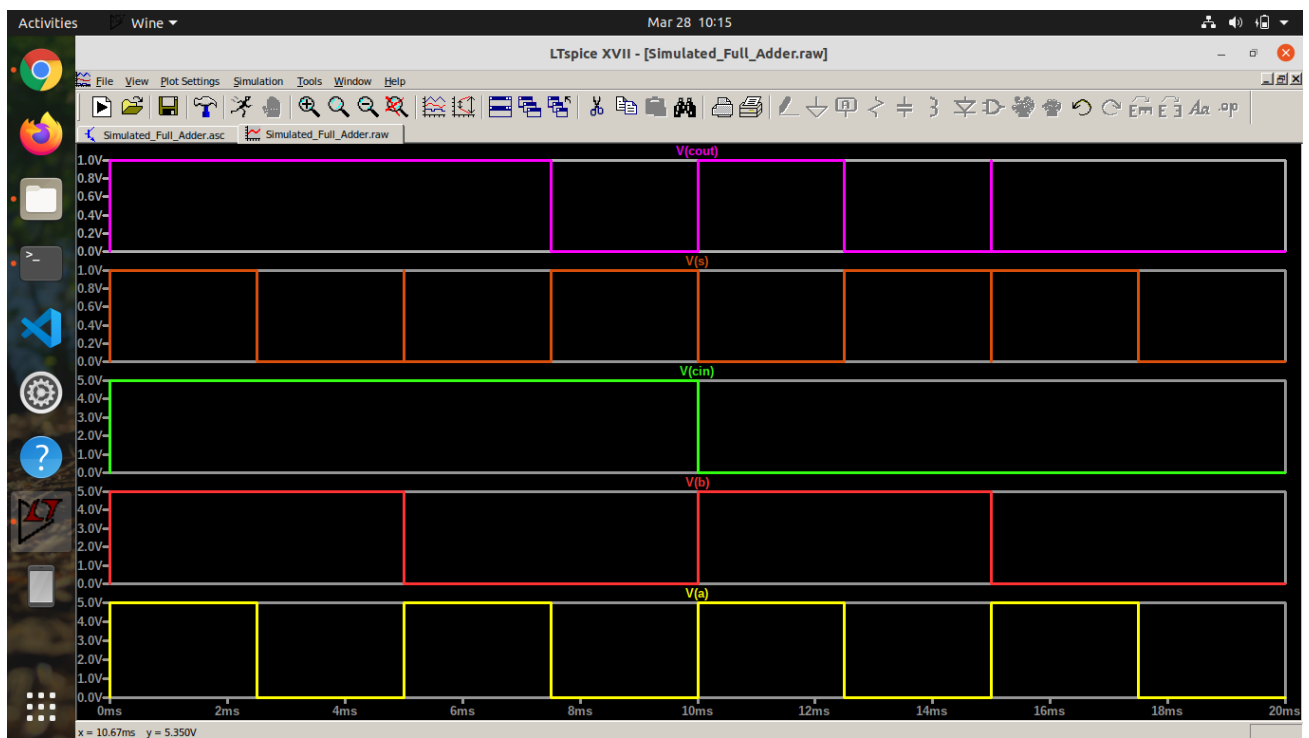 Activities Wine Mar 28 10:15
LTspice XVII - [Simulated_Full_Adder.raw]
File View Plot Settings Simulation Tools Window Help
Aa .op
Simulated_Full_Adder.asc Simulated_Full_Adder.raw
V(cout)
1.0V
0.8V
0.6V
0.4V
0.2V
0.0V
V(s)
1.0V
0.8V
0.6V
0.4V
0.2V
0.0V
V(cin)
5.0V
4.0V
3.0V
2.0V
1.0V
0.0V
V(b)
5.0V
4.0V
3.0V
2.0V
1.0V
0.0V
V(a)
5.0V
4.0V
3.0V
2.0V
1.0V
0.0V
0ms 2ms 4ms 6ms 8ms 10ms 12ms 14ms 16ms 18ms 20ms
x = 10.67ms y = 5.350V